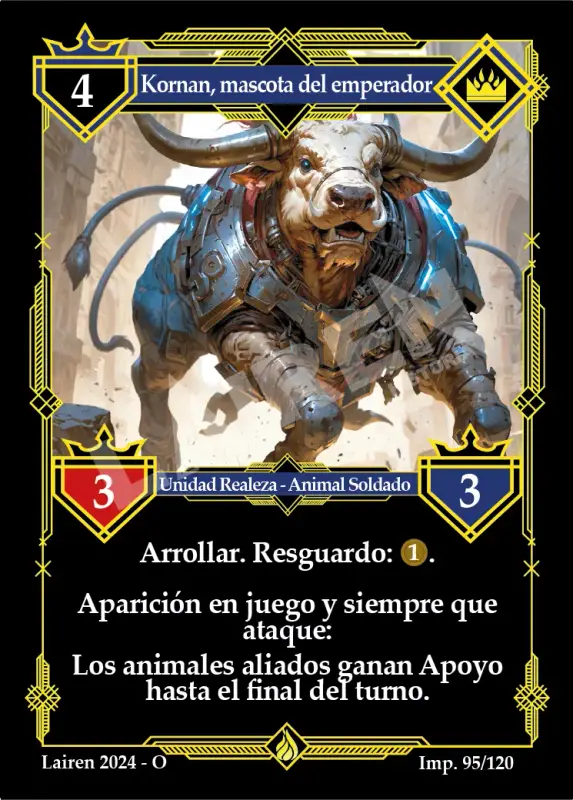 4
Kornan, mascota del emperador
3
Unidad Realeza - Animal Soldado
3
Arrollar. Resguardo: 1.
Aparición en juego y siempre que
ataque:
Los animales aliados ganan Apoyo
hasta el final del turno.
Lairen 2024 - O
Imp. 95/120